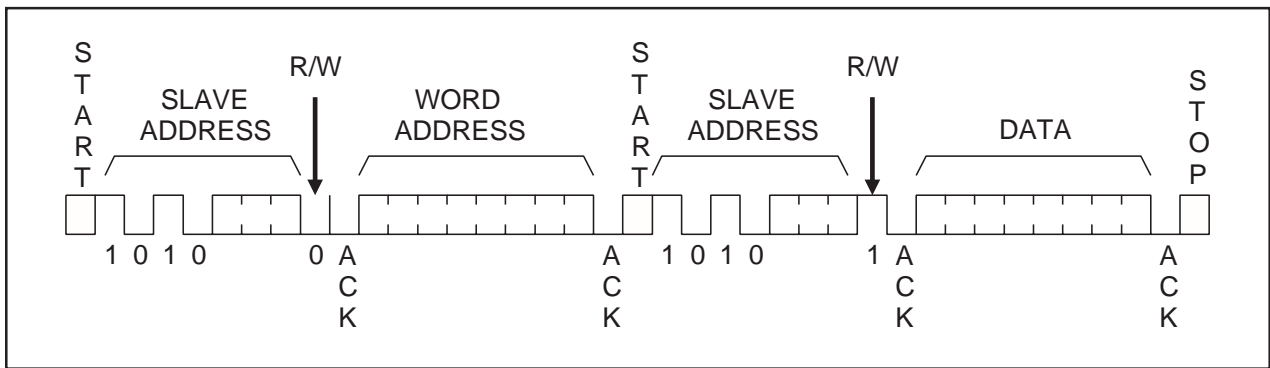 START
R/W
SLAVE
ADDRESS
WORD
ADDRESS
START
R/W
SLAVE
ADDRESS
DATA
STOP
1 0 1 0
0
ACK
ACK
1 0 1 0
1
ACK
ACK